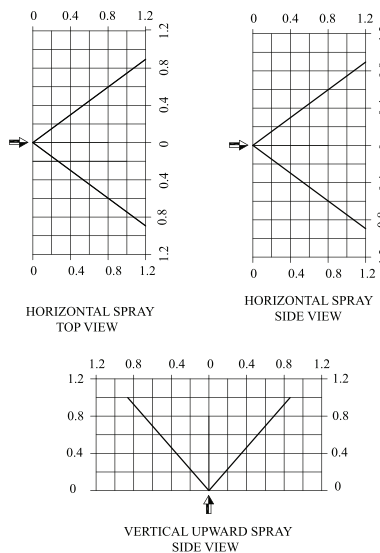 0 0.4 0.8 1.2
1.2
0.8
0.4
0
0.4
0.8
1.2
0 0.4 0.8 1.2
HORIZONTAL SPRAY
TOP VIEW
0 0.4 0.8 1.2
0 0.4 0.8 1.2
HORIZONTAL SPRAY
SIDE VIEW
1.2 0.8 0.4 0 0.4 0.8 1.2
1.2 1.2
0.8 0.8
0.4 0.4
0 0
VERTICAL UPWARD SPRAY
SIDE VIEW